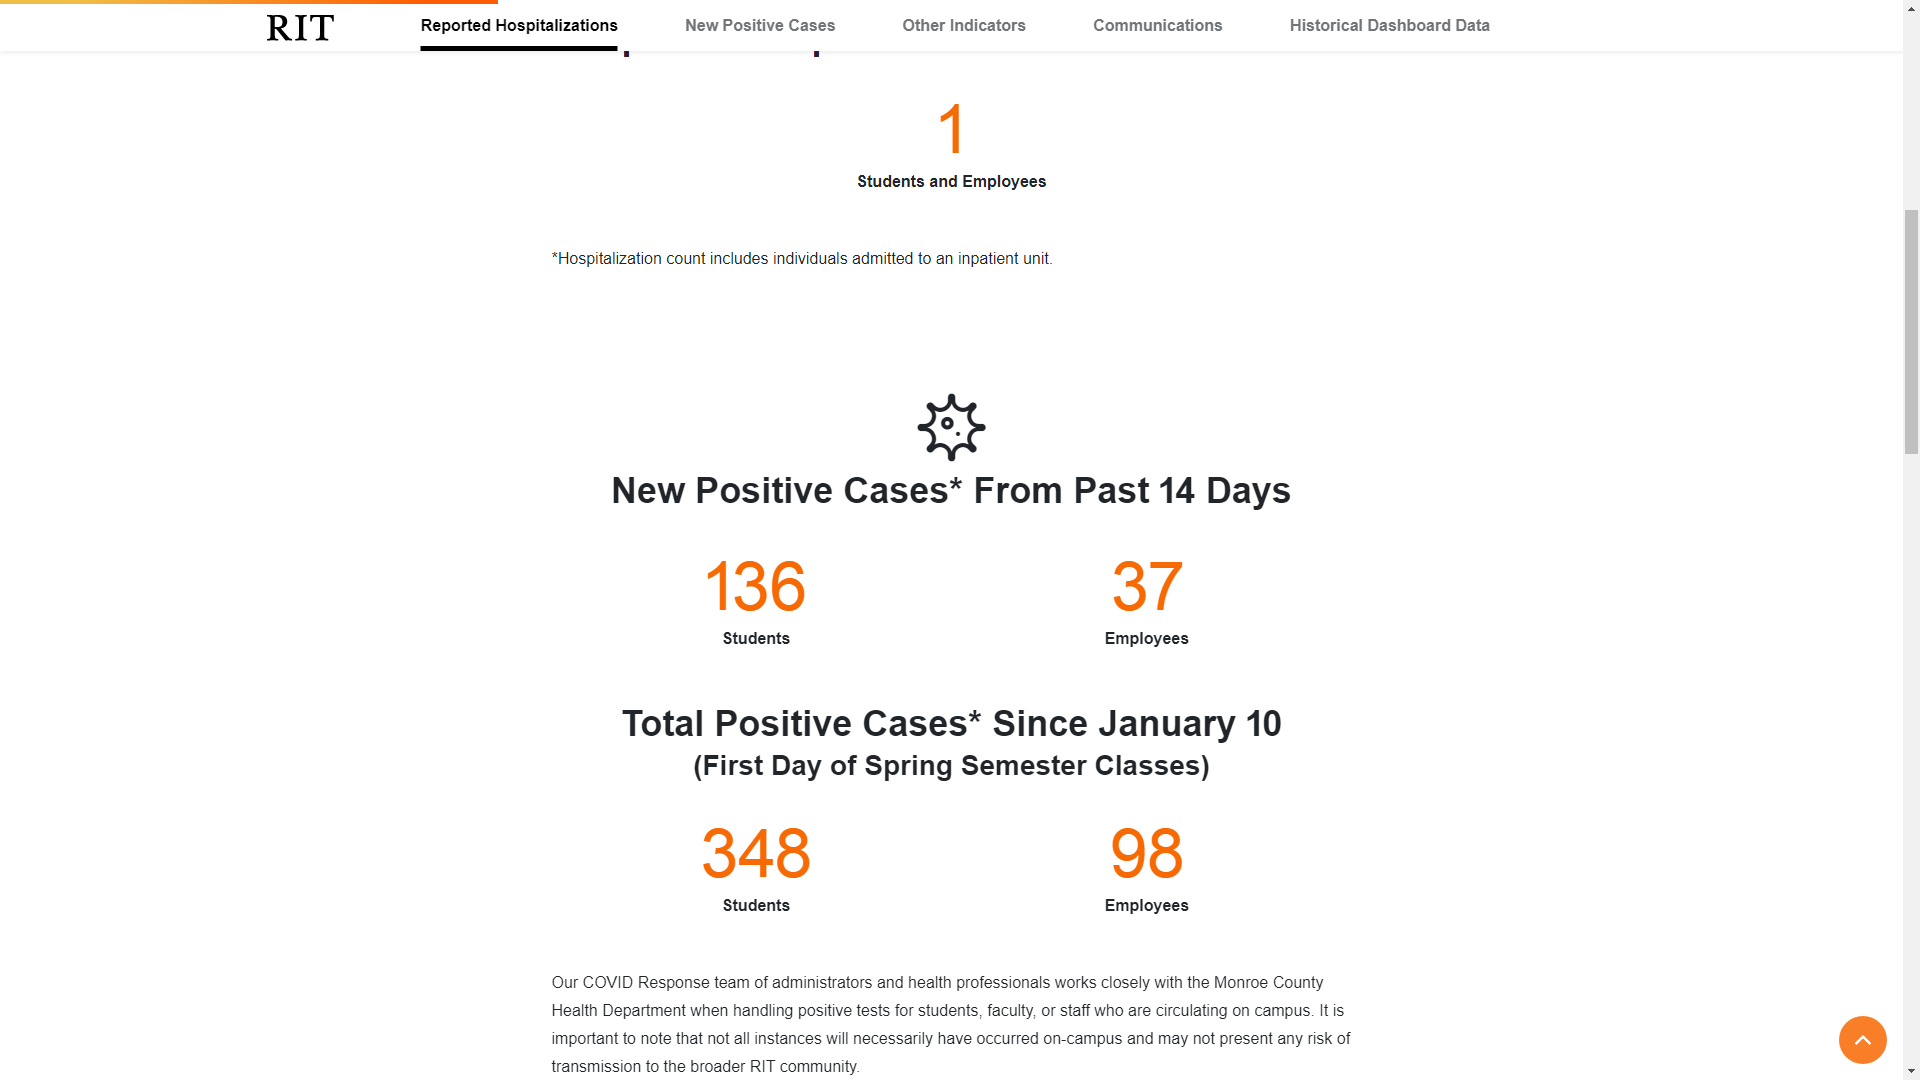 RIT
Reported Hospitalizations
New Positive Cases
Other Indicators
Communications
Historical Dashboard Data
1
Students and Employees
*Hospitalization count includes individuals admitted to an inpatient unit.
New Positive Cases* From Past 14 Days
136
37
Students
Employees
Total Positive Cases* Since January 10
(First Day of Spring Semester Classes)
348
98
Students
Employees
Our COVID Response team of administrators and health professionals works closely with the Monroe County
Health Department when handling positive tests for students, faculty, or staff who are circulating on campus. It is
important to note that not all instances will necessarily have occurred on-campus and may not present any risk of
transmission to the broader RIT community.